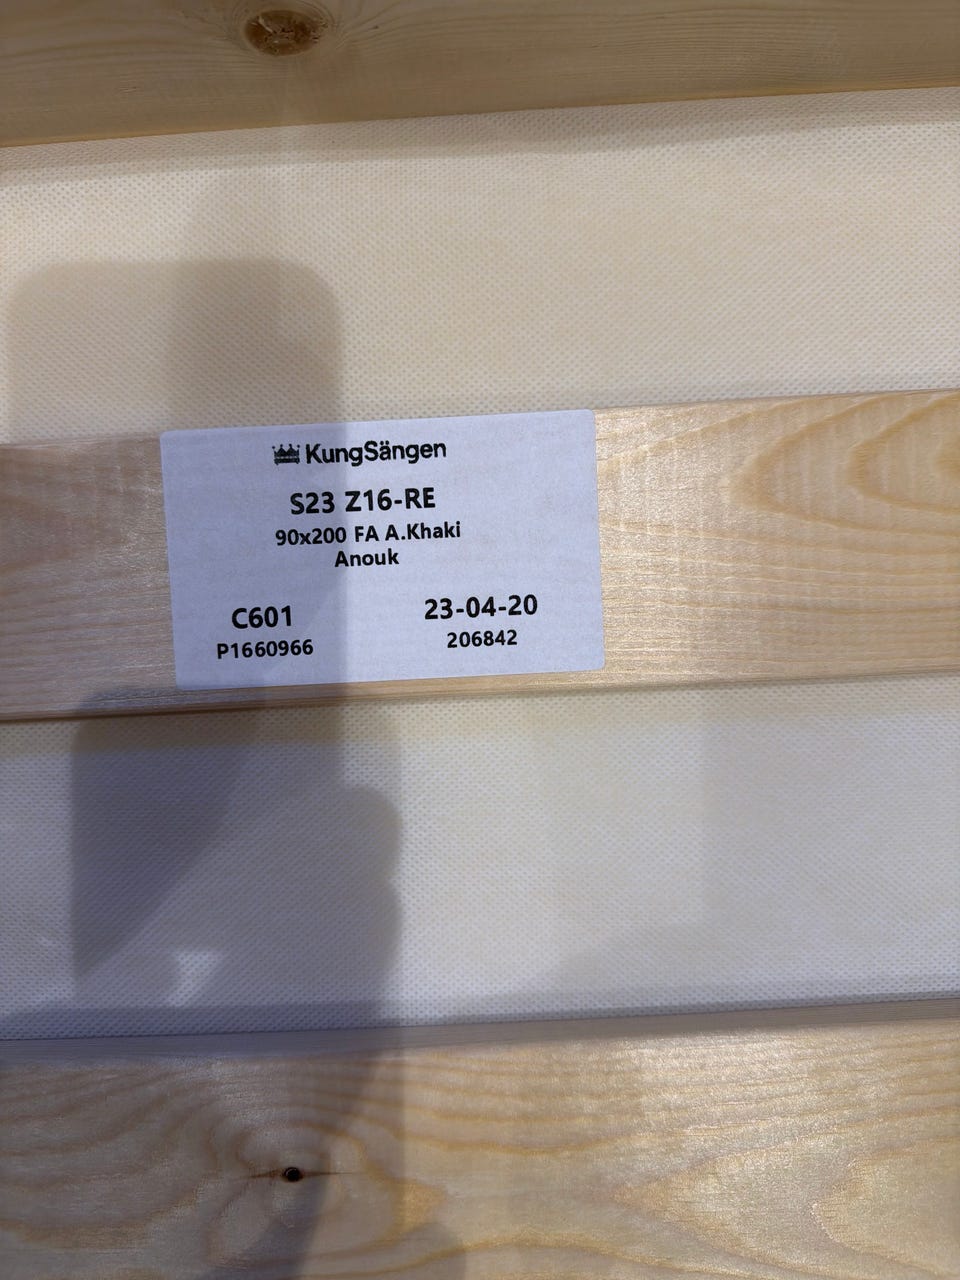 KungSängen
S23 Z16-RE
90x200 FA A.Khaki
Anouk
C601 23-04-20
P1660966 206842